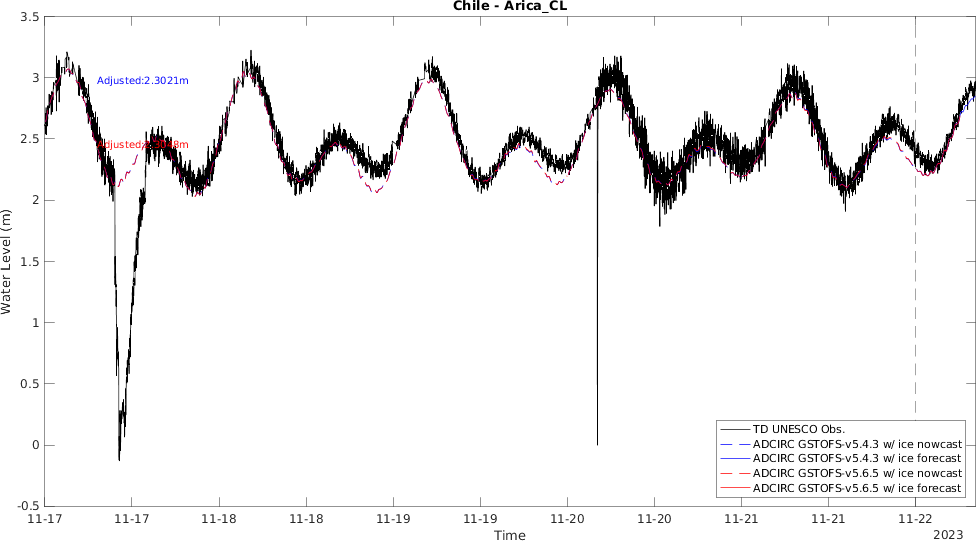 Chile - Arica_CL
3.5
3
2.5
2
1.5
1
0.5
0
-0.5
Water Level (m)
Adjusted:2.3021m
11-17
11-17
11-18
11-18
11-19
11-19
11-20
11-20
11-21
11-21
11-22
Time
2023
TD UNESCO Obs.
ADCIRC GSTOFS-v5.4.3 w/ ice nowcast
ADCIRC GSTOFS-v5.4.3 w/ ice forecast
ADCIRC GSTOFS-v5.6.5 w/ ice nowcast
ADCIRC GSTOFS-v5.6.5 w/ ice forecast